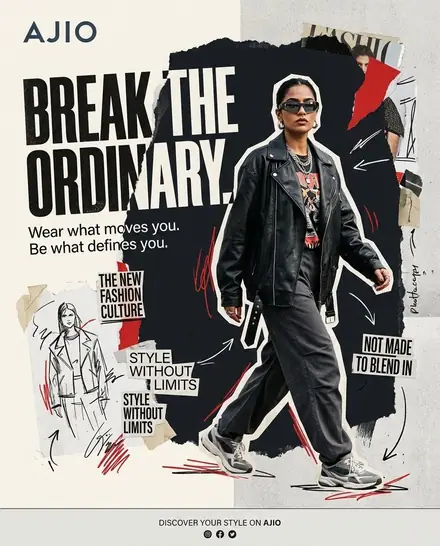 AJIO
FASHIC
BREAK THE
ORDINARY.
Wear what moves you.
Be what defines you.
THE NEW
FASHION
CULTURE
STYLE
WITHOUT
LIMITS
STYLE
WITHOUT
LIMITS
NOT MADE
TO BLEND IN
DISCOVER YOUR STYLE ON AJIO